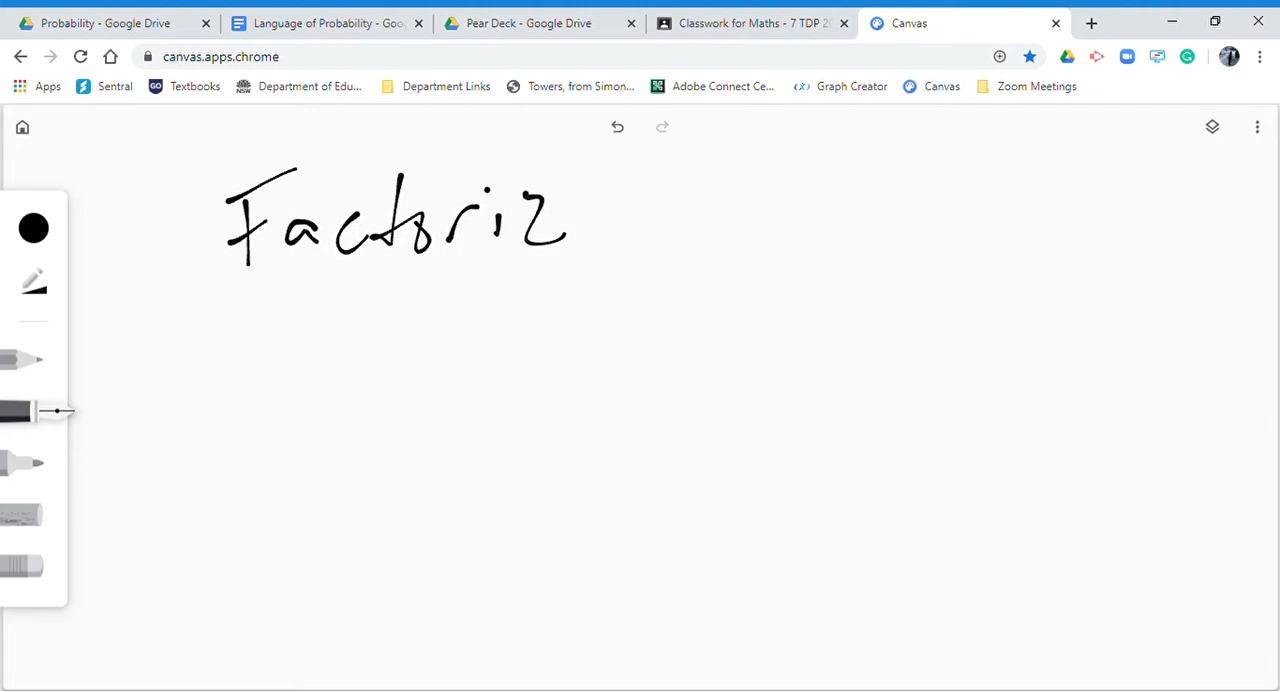 Probability - Google Drive
Language of Probability - Goo
Pear Deck - Google Drive
Classwork for Maths - 7 TDP 20
Canvas
canvas.apps.chrome
Apps
Sentral
GO
Textbooks
Department of Edu...
Department Links
Towers, from Simon...
Adobe Connect Ce...
(x) Graph Creator
Canvas
Zoom Meetings
Factoriz